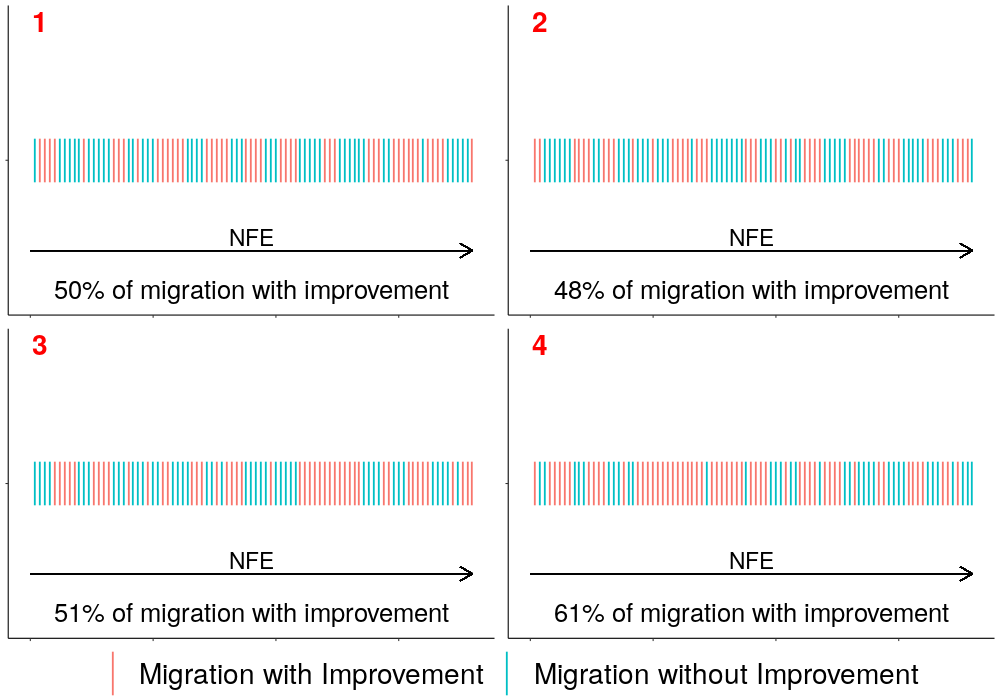 1
NFE
50% of migration with improvement
2
NFE
48% of migration with improvement
3
NFE
51% of migration with improvement
4
NFE
61% of migration with improvement
Migration with Improvement
Migration without Improvement